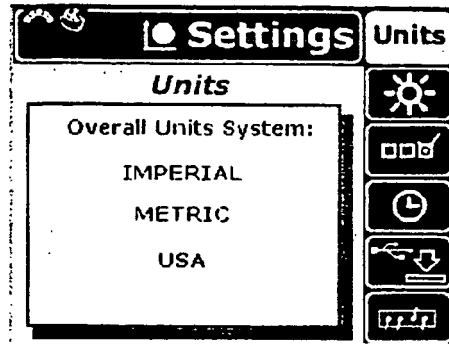 Settings
Units
Units
Overall Units System:
IMPERIAL
METRIC
USA